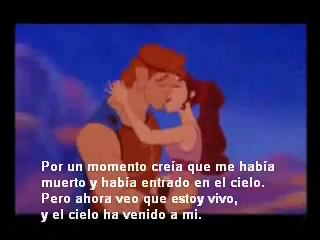 Por un momento creía que me había
muerto y había entrado en el cielo.
Pero ahora veo que estoy vivo,
y el cielo ha venido a mi.